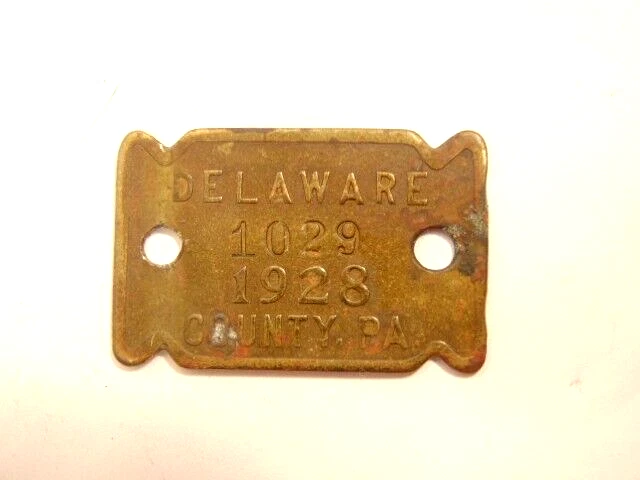 DELAWARE
1029
1928
COUNTY, PA.